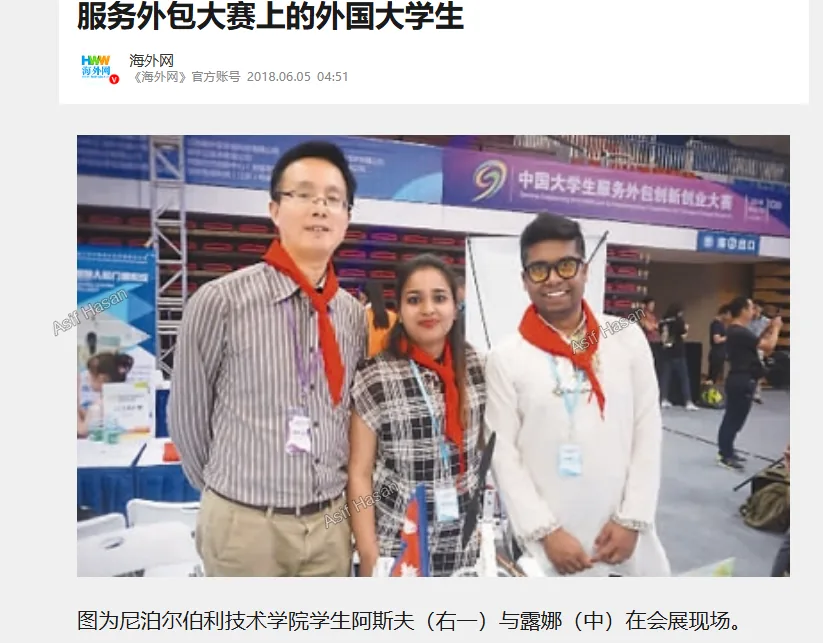 服务外包大赛上的外国大学生
HWW
海外网
海外网
《海外网》官方账号 2018.06.05 04:51
中国大学生服务外包创新创业大赛
Asif Hasan
Asif Hasan
Asif Hasan
图为尼泊尔伯利技术学院学生阿斯夫（右一）与露娜（中）在会展现场。